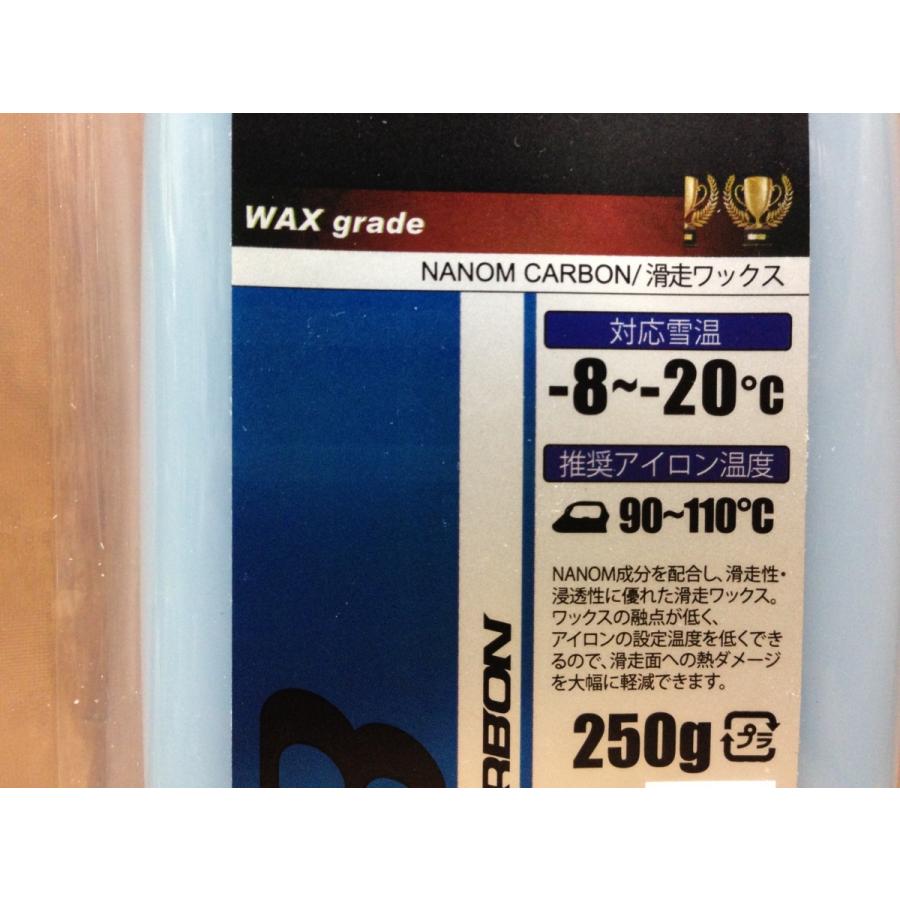 WAX grade
NANOM CARBON/滑走ワックス
対応雪温
-8~-20℃
推奨アイロン温度
90~110℃
NANOM成分を配合し、滑走性・
浸透性に優れた滑走ワックス。
ワックスの融点が低く、
アイロンの設定温度を低くでき
るので、滑走面への熱ダメージ
を大幅に軽減できます。
250g
プラ
RBON